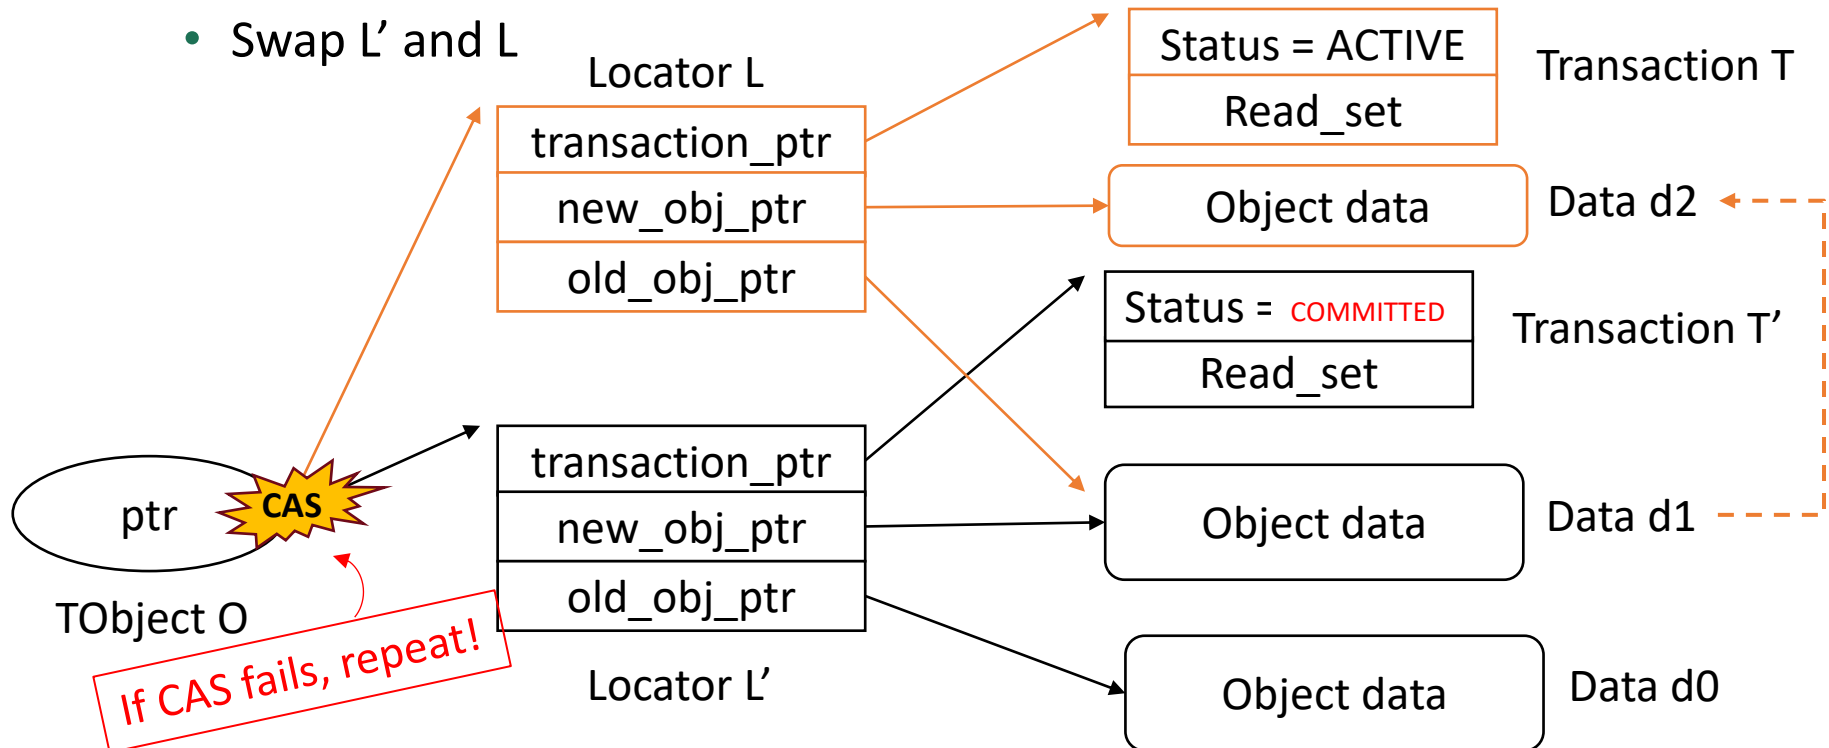 • Swap L’ and L
Locator L
transaction_ptr
new_obj_ptr
old_obj_ptr
Status = ACTIVE
Read_set
Transaction T
Object data
Data d2
Status = COMMITTED
Read_set
Transaction T’
ptr
CAS
TObject O
If CAS fails, repeat!
transaction_ptr
new_obj_ptr
old_obj_ptr
Locator L’
Object data
Data d1
Object data
Data d0